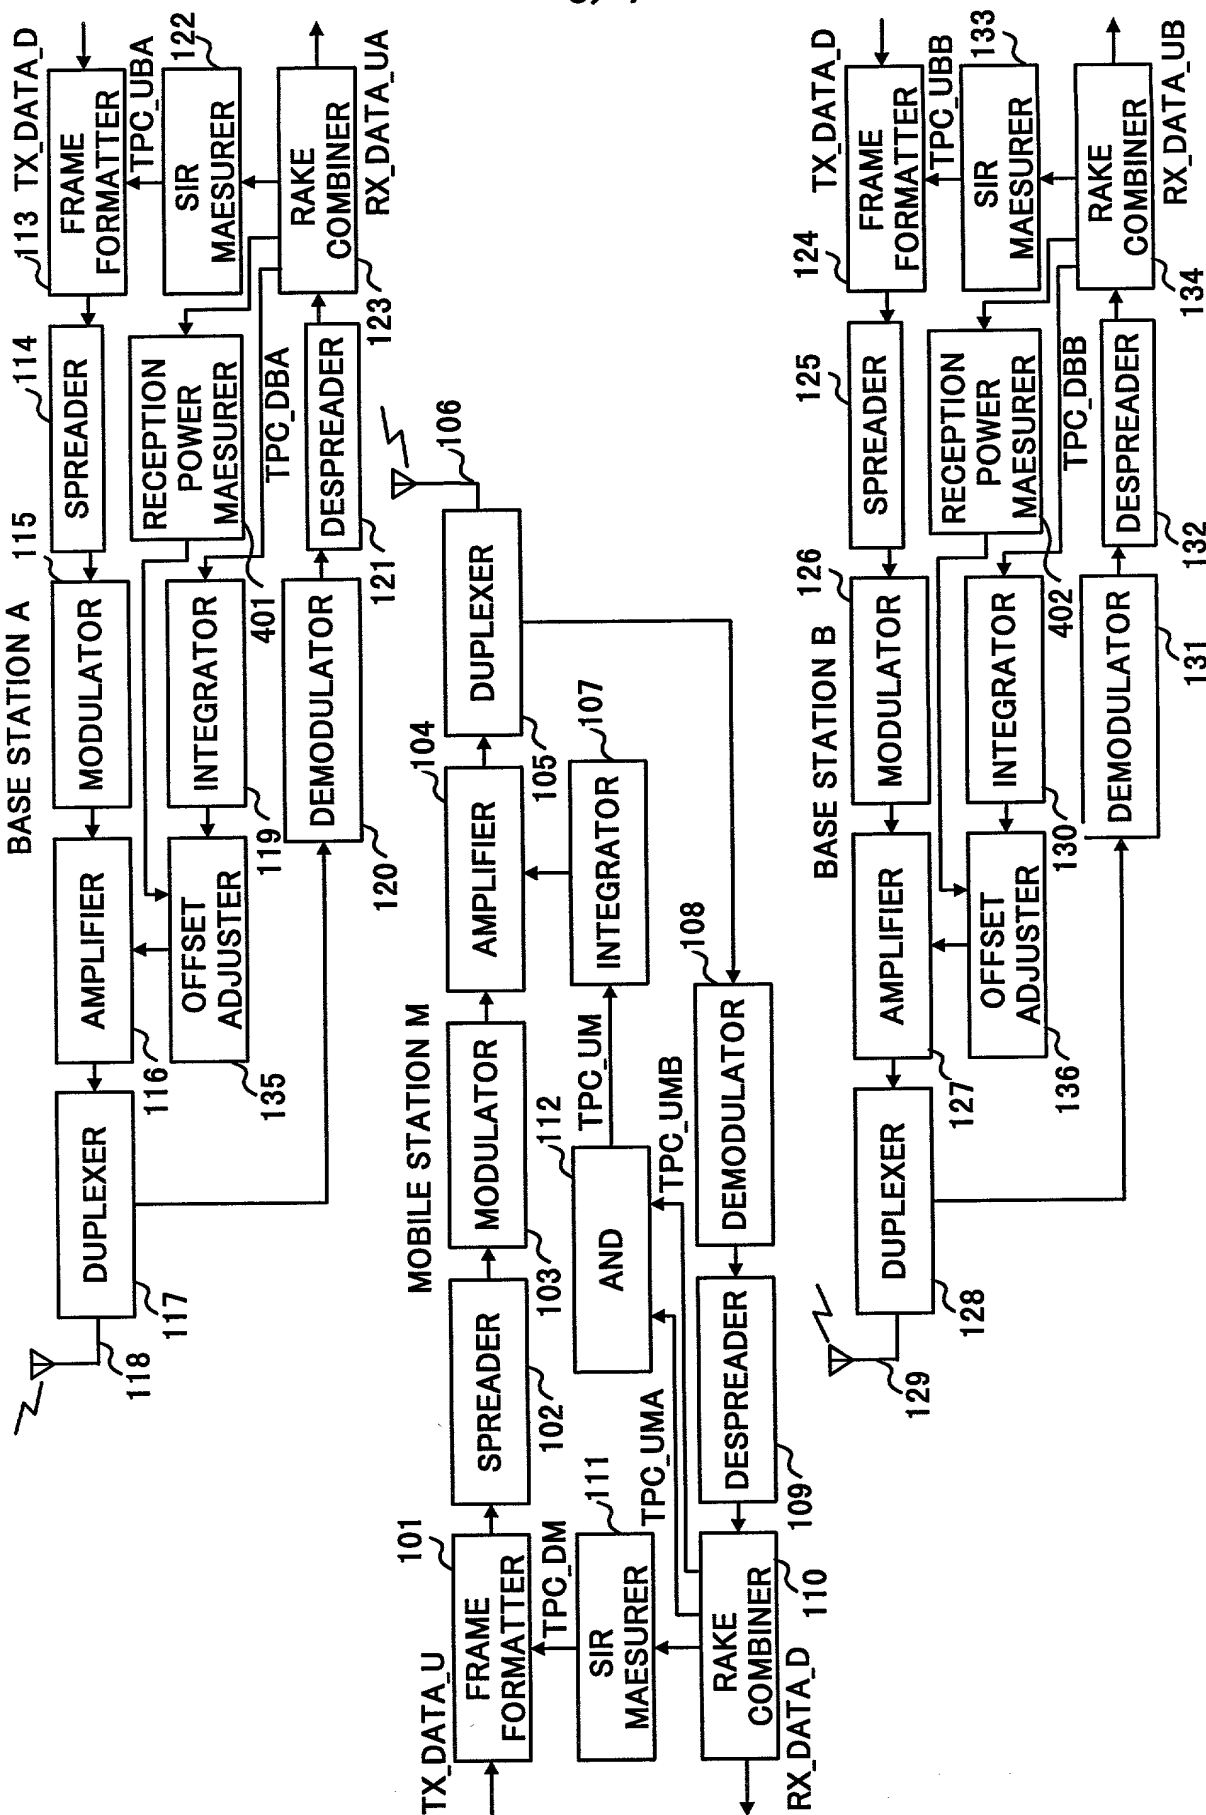 BASE STATION A
TX_DATA_D
113
FRAME
FORMATTER
114
SPREADER
115
MODULATOR
AMPLIFIER
116
DUPLEXER
117
118
TPC_UBA
122
SIR
MAESURER
RECEPTION
POWER
MAESURER
401
INTEGRATOR
119
OFFSET
ADJUSTER
135
TPC_DBA
RAKE
COMBINER
123
RX_DATA_UA
DESPREADER
121
DEMODULATOR
120
MOBILE STATION M
TX_DATA_U
101
FRAME
FORMATTER
SPREADER
102
MODULATOR
103
104
AMPLIFIER
DUPLEXER
105
106
TPC_DM
111
SIR
MAESURER
TPC_UMA
112
AND
TPC_UM
TPC_UMB
INTEGRATOR
107
RAKE
COMBINER
110
RX_DATA_D
DESPREADER
109
DEMODULATOR
108
BASE STATION B
TX_DATA_D
124
FRAME
FORMATTER
125
SPREADER
126
MODULATOR
AMPLIFIER
127
DUPLEXER
128
129
TPC_UBB
133
SIR
MAESURER
RECEPTION
POWER
MAESURER
402
INTEGRATOR
130
OFFSET
ADJUSTER
136
TPC_DBB
RAKE
COMBINER
134
RX_DATA_UB
DESPREADER
132
DEMODULATOR
131